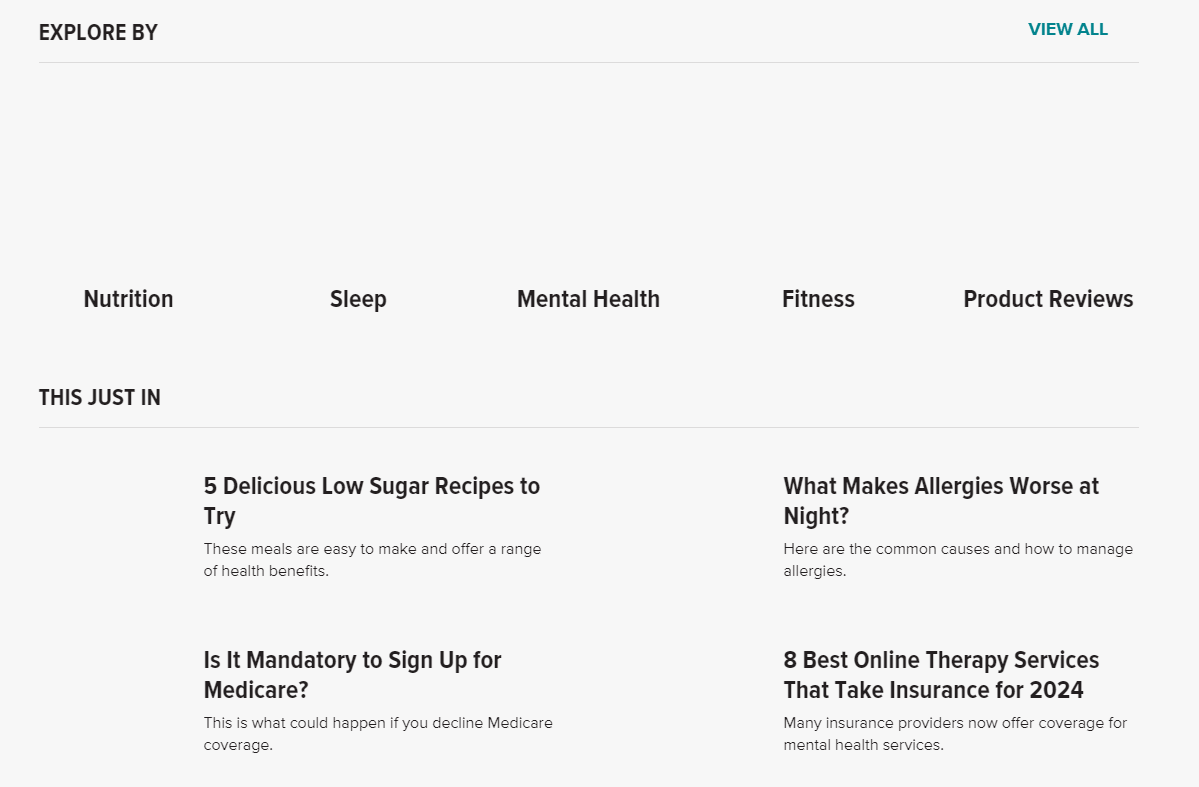 EXPLORE BY
VIEW ALL
Nutrition
Sleep
Mental Health
Fitness
Product Reviews
THIS JUST IN
5 Delicious Low Sugar Recipes to
Try
These meals are easy to make and offer a range
of health benefits.
What Makes Allergies Worse at
Night?
Here are the common causes and how to manage
allergies.
Is It Mandatory to Sign Up for
Medicare?
This is what could happen if you decline Medicare
coverage.
8 Best Online Therapy Services
That Take Insurance for 2024
Many insurance providers now offer coverage for
mental health services.